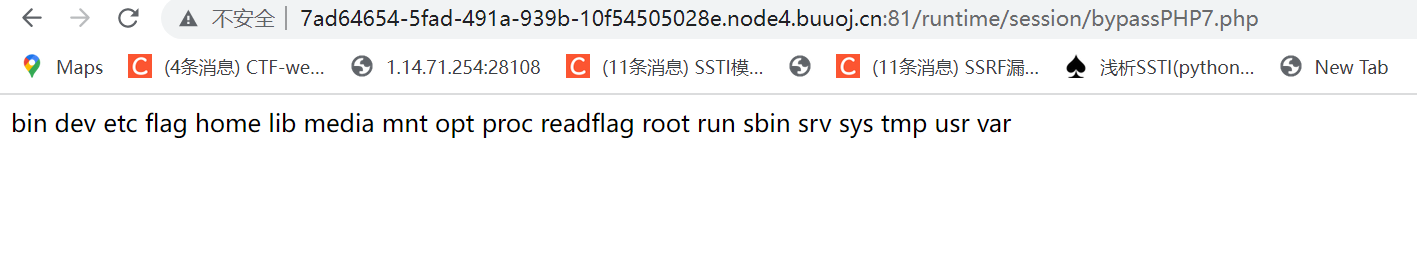 不安全 | 7ad64654-5fad-491a-939b-10f54505028e.node4.buuoj.cn:81/runtime/session/bypassPHP7.php
Maps (4条消息) CTF-we... 1.14.71.254:28108 (11条消息) SSTI模... (11条消息) SSRF漏... 浅析SSTI(python... New Tab
bin dev etc flag home lib media mnt opt proc readflag root run sbin srv sys tmp usr var